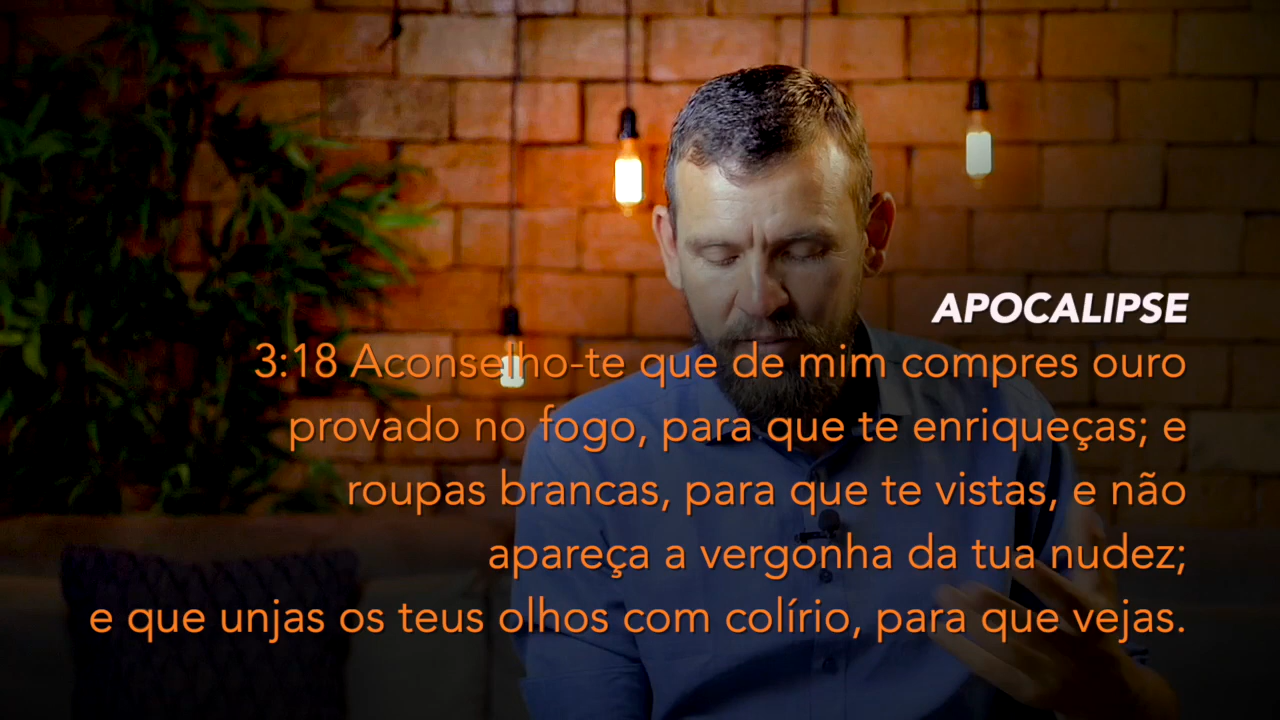 APOCALIPSE
3:18 Aconselho-te que de mim compres ouro
provado no fogo, para que te enriqueças; e
roupas brancas, para que te vistas, e não
apareça a vergonha da tua nudez;
e que unjas os teus olhos com colírio, para que vejas.